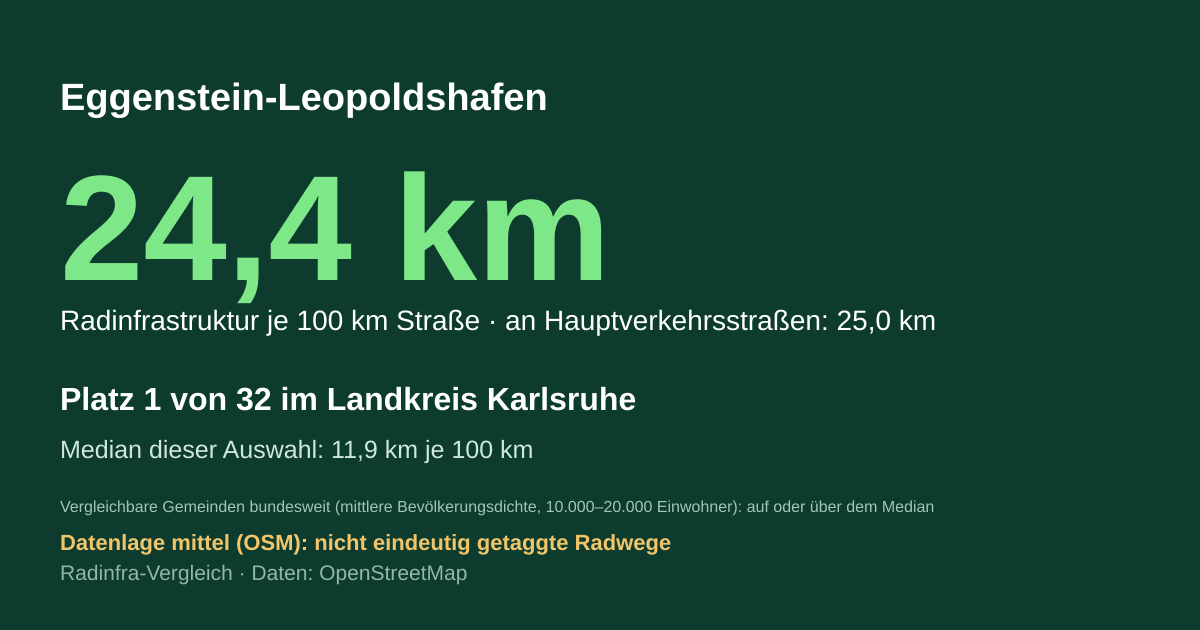 Eggenstein-Leopoldshafen
24,4 km
Radinfrastruktur je 100 km Straße · an Hauptverkehrsstraßen: 25,0 km
Platz 1 von 32 im Landkreis Karlsruhe
Median dieser Auswahl: 11,9 km je 100 km
Vergleichbare Gemeinden bundesweit (mittlere Bevölkerungsdichte, 10.000–20.000 Einwohner): auf oder über dem Median
Datenlage mittel (OSM): nicht eindeutig getaggte Radwege
Radinfra-Vergleich · Daten: OpenStreetMap